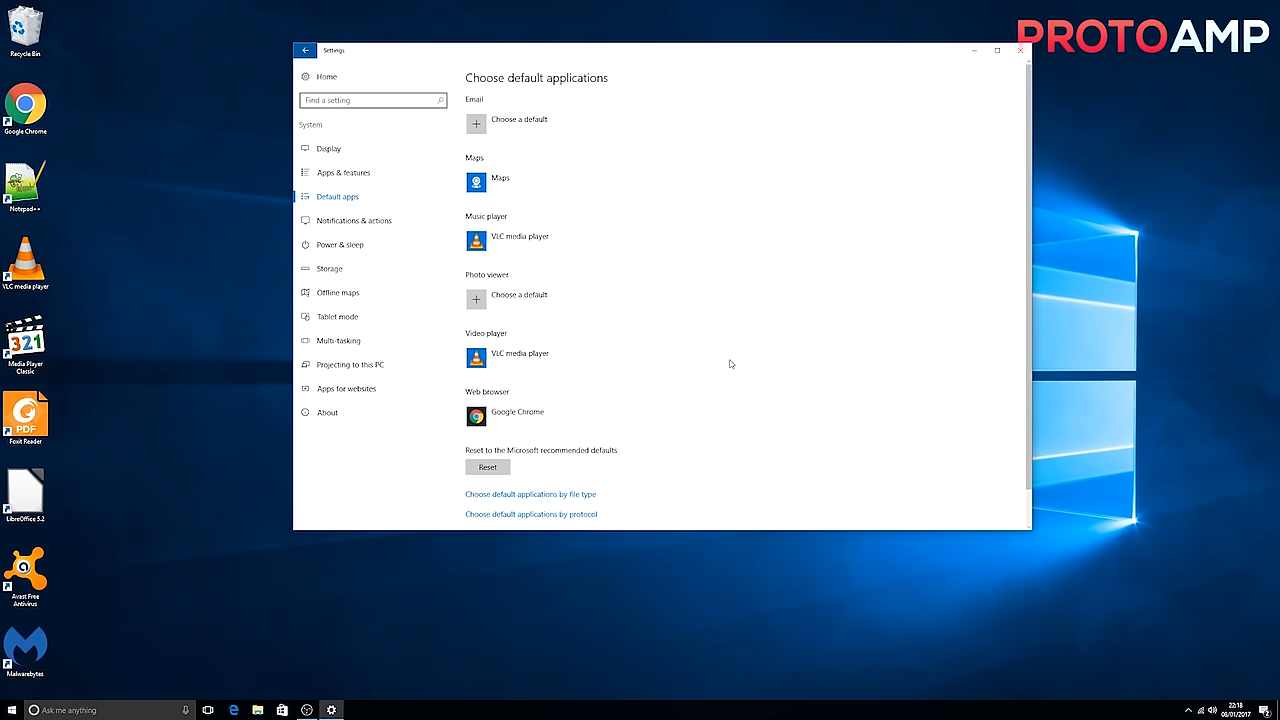 PROTOAMP
Recycle Bin
Google Chrome
Notepad++
VLC media player
321
Media Player
Classic
PDF
Foxit Reader
LibreOffice 5.2
Avast Free
Antivirus
Malwarebytes
Settings
Home
Find a setting
System
Display
Apps & features
Default apps
Notifications & actions
Power & sleep
Storage
Offline maps
Tablet mode
Multi-tasking
Projecting to this PC
Apps for websites
About
Choose default applications
Email
Choose a default
Maps
Maps
Music player
VLC media player
Photo viewer
Choose a default
Video player
VLC media player
Web browser
Google Chrome
Reset to the Microsoft recommended defaults
Reset
Choose default applications by file type
Choose default applications by protocol
Ask me anything
22:18
08/01/2017
2